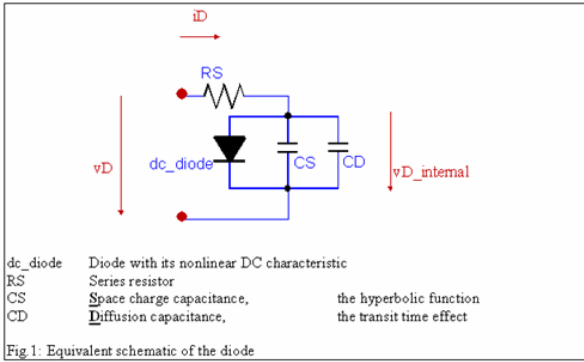 iD
RS
vD
dc_diode
CS
CD
vD_internal
dc_diode Diode with its nonlinear DC characteristic
RS Series resistor
CS Space charge capacitance, the hyperbolic function
CD Diffusion capacitance, the transit time effect
Fig.1: Equivalent schematic of the diode